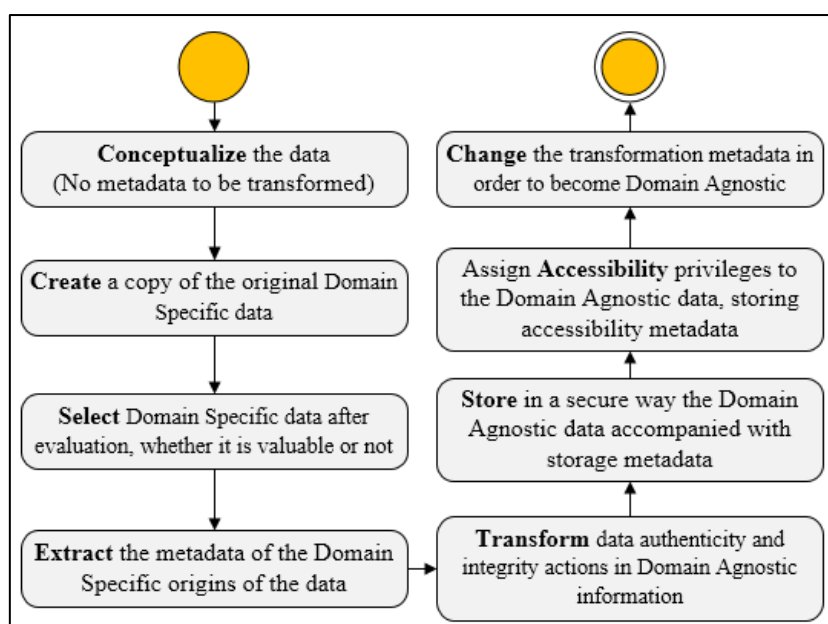 Conceptualize the data
(No metadata to be transformed)
Create a copy of the original Domain
Specific data
Select Domain Specific data after
evaluation, whether it is valuable or not
Extract the metadata of the Domain
Specific origins of the data
Transform data authenticity and
integrity actions in Domain Agnostic
information
Store in a secure way the Domain
Agnostic data accompanied with
storage metadata
Assign Accessibility privileges to
the Domain Agnostic data, storing
accessibility metadata
Change the transformation metadata in
order to become Domain Agnostic